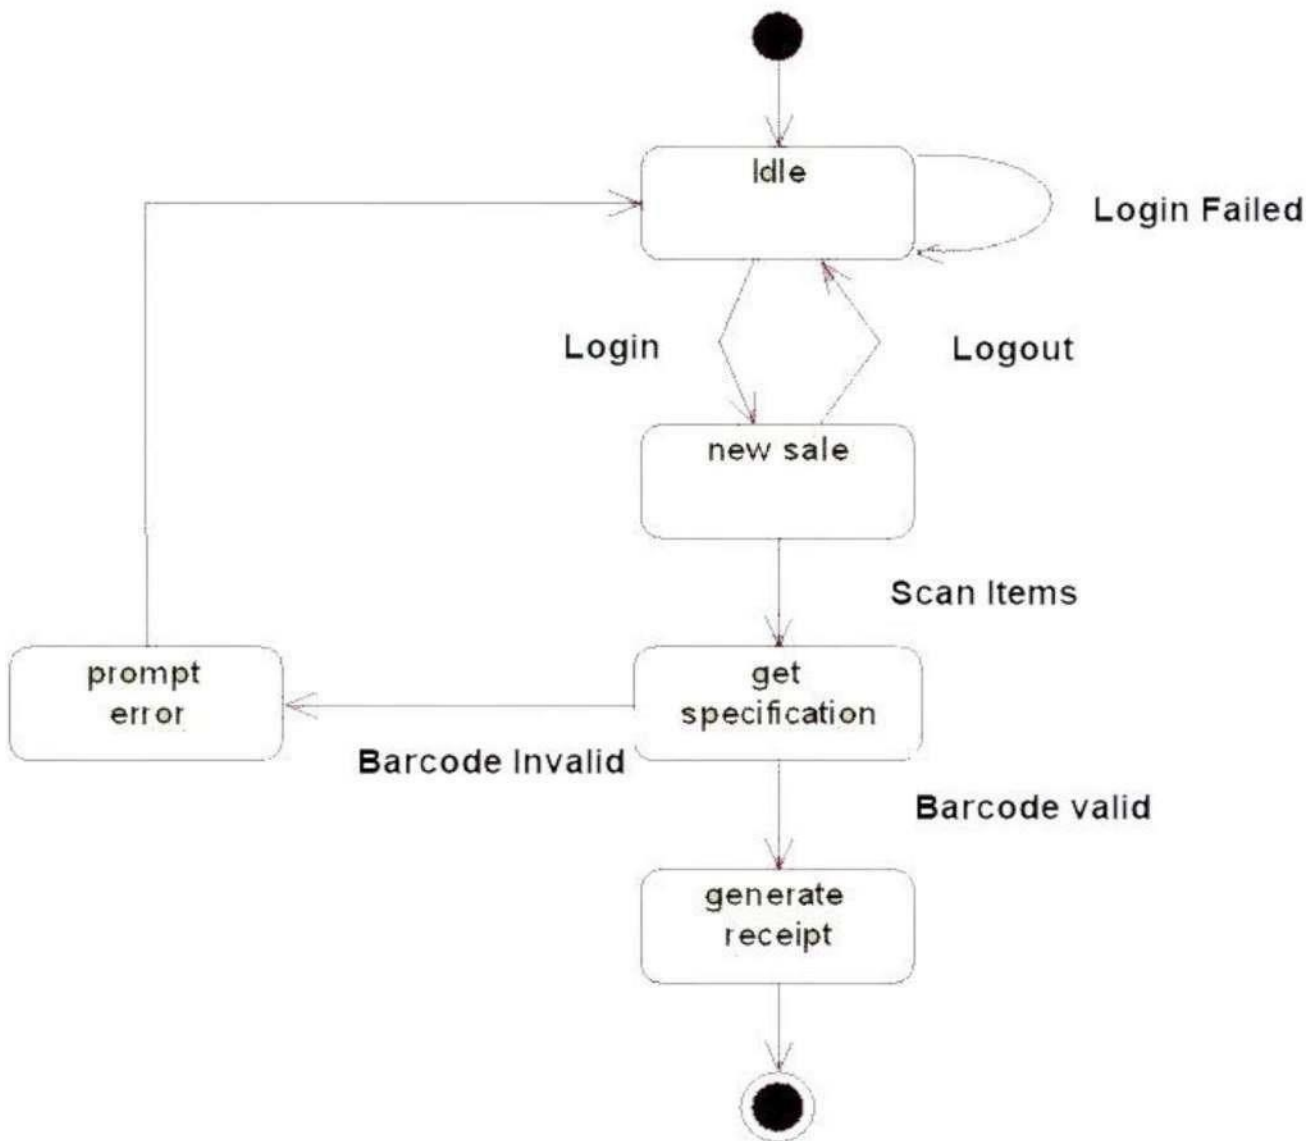 Idle
Login Failed
Login
Logout
new sale
Scan Items
prompt
error
get
specification
Barcode Invalid
Barcode valid
generate
receipt